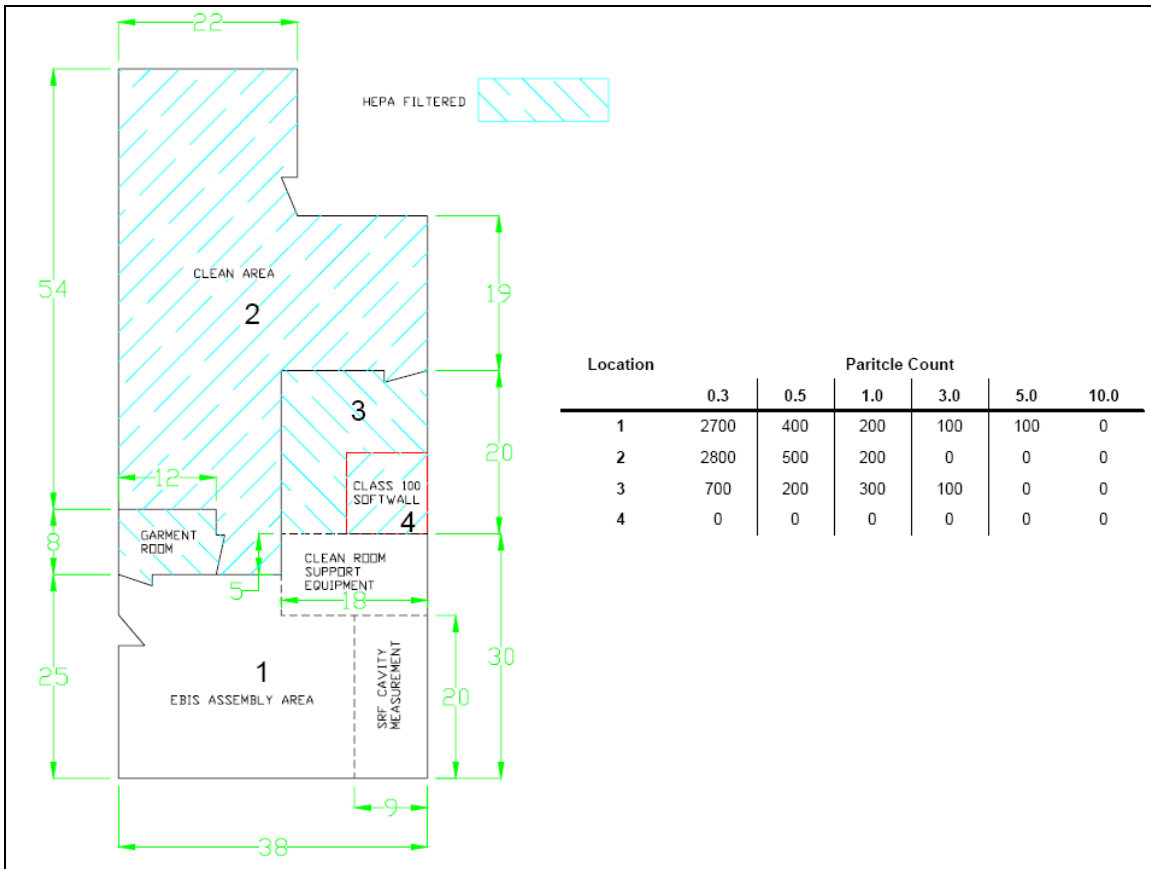 22
HEPA FILTERED
54
CLEAN AREA
2
19
3
20
12
CLASS 100
SOFTWALL
4
8
GARMENT
ROOM
CLEAN ROOM
SUPPORT
EQUIPMENT
5
18
25
1
EBIS ASSEMBLY AREA
SRF CAVITY
MEASUREMENT
20
30
9
38
Location Paritcle Count
0.3 0.5 1.0 3.0 5.0 10.0
1 2700 400 200 100 100 0
2 2800 500 200 0 0 0
3 700 200 300 100 0 0
4 0 0 0 0 0 0